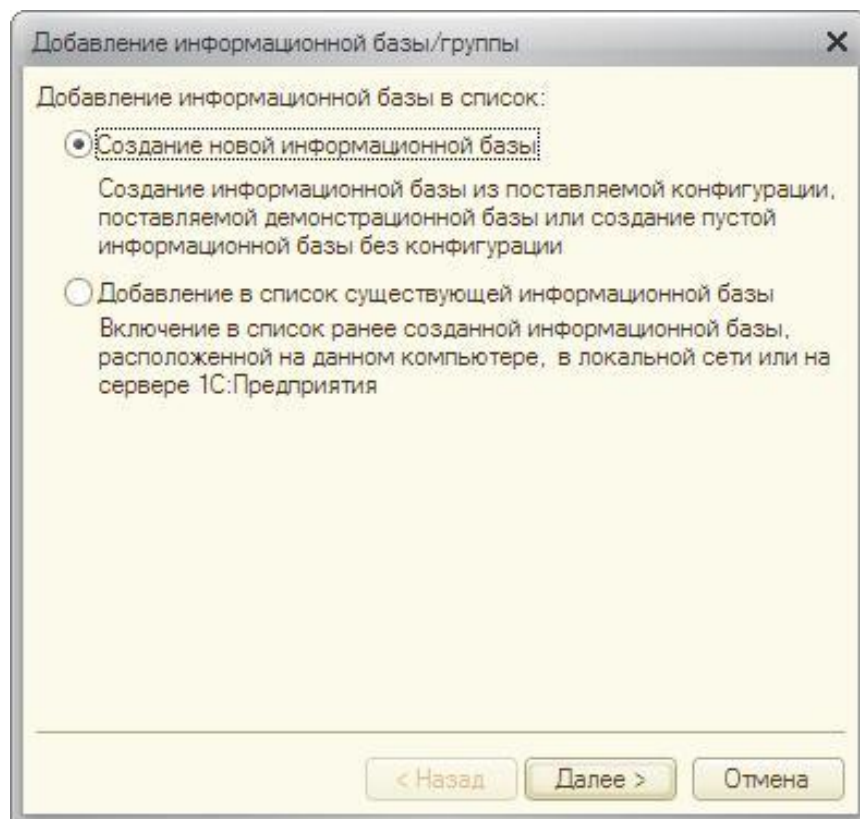 Добавление информационной базы/группы
Добавление информационной базы в список:
Создание новой информационной базы
Создание информационной базы из поставляемой конфигурации,
поставляемой демонстрационной базы или создание пустой
информационной базы без конфигурации
Добавление в список существующей информационной базы
Включение в список ранее созданной информационной базы,
расположенной на данном компьютере, в локальной сети или на
сервере 1С:Предприятия
< Назад Далее > Отмена